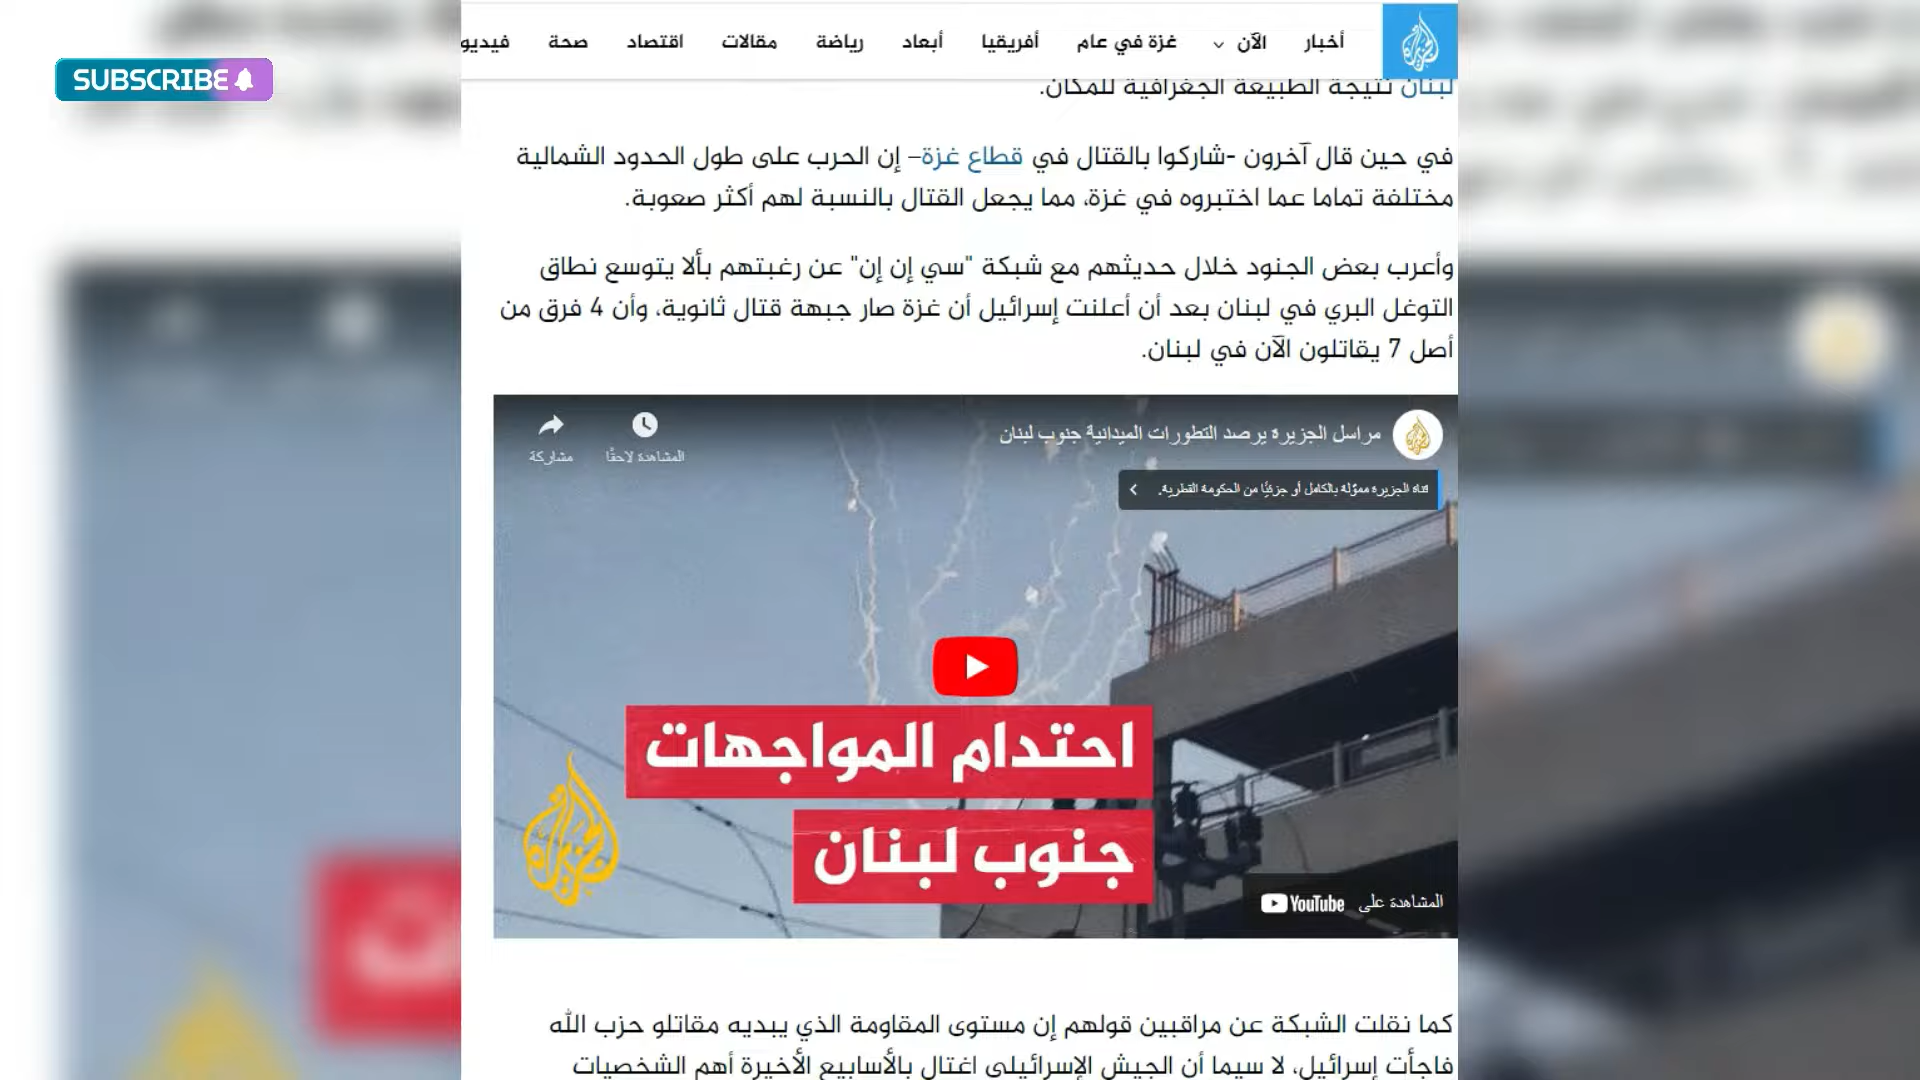 SUBSCRIBE
أخبار الآن غزة في عام أفريقيا أبعاد رياضة مقالات اقتصاد صحة فيديو
لبنان نتيجة الطبيعة الجغرافية للمكان.
في حين قال آخرون -شاركوا بالقتال في قطاع غزة– إن الحرب على طول الحدود الشمالية
مختلفة تماما عما اختبروه في غزة، مما يجعل القتال بالنسبة لهم أكثر صعوبة.
وأعرب بعض الجنود خلال حديثهم مع شبكة "سي إن إن" عن رغبتهم بألا يتوسع نطاق
التوغل البري في لبنان بعد أن أعلنت إسرائيل أن غزة صار جبهة قتال ثانوية، وأن 4 فرق من
أصل 7 يقاتلون الآن في لبنان.
مراسل الجزيرة يرصد التطورات الميدانية جنوب لبنان
المشاهدة لاحقًا
مشاركة
قناة الجزيرة مموّلة بالكامل أو جزئيًا من الحكومة القطرية.
احتدام المواجهات
جنوب لبنان
الجزيرة
المشاهدة على YouTube
كما نقلت الشبكة عن مراقبين قولهم إن مستوى المقاومة الذي يبديه مقاتلو حزب الله
فاجأت إسرائيل، لا سيما أن الجيش الإسرائيلي اغتال بالأسابيع الأخيرة أهم الشخصيات